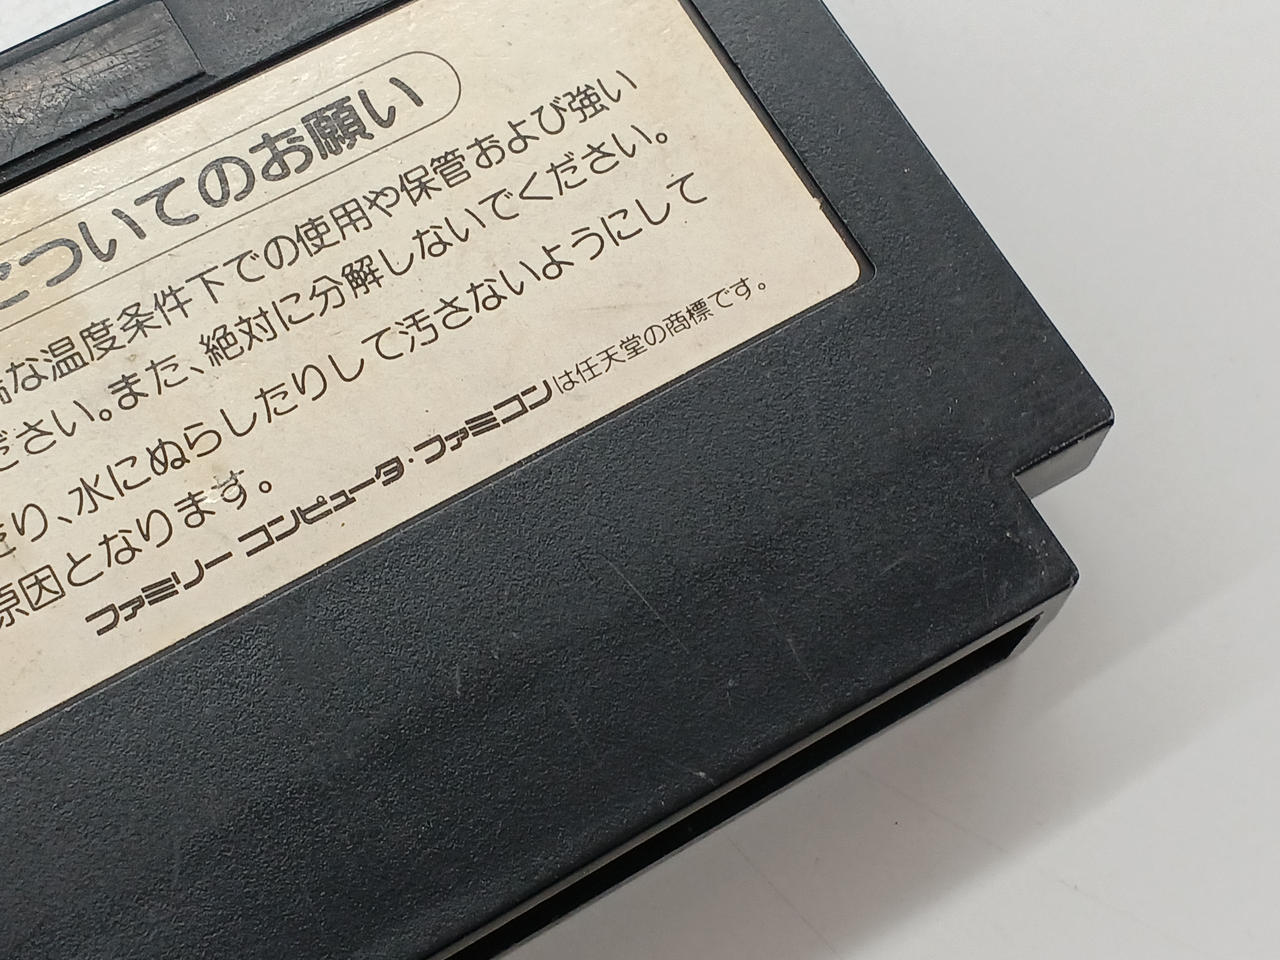 についてのお願い
な温度条件下での使用や保管および強い
ださい。また、絶対に分解しないでください。
り、水にぬらしたりして汚さないようにして
原因となります。
ファミリーコンピュータ・ファミコンは任天堂の商標です。